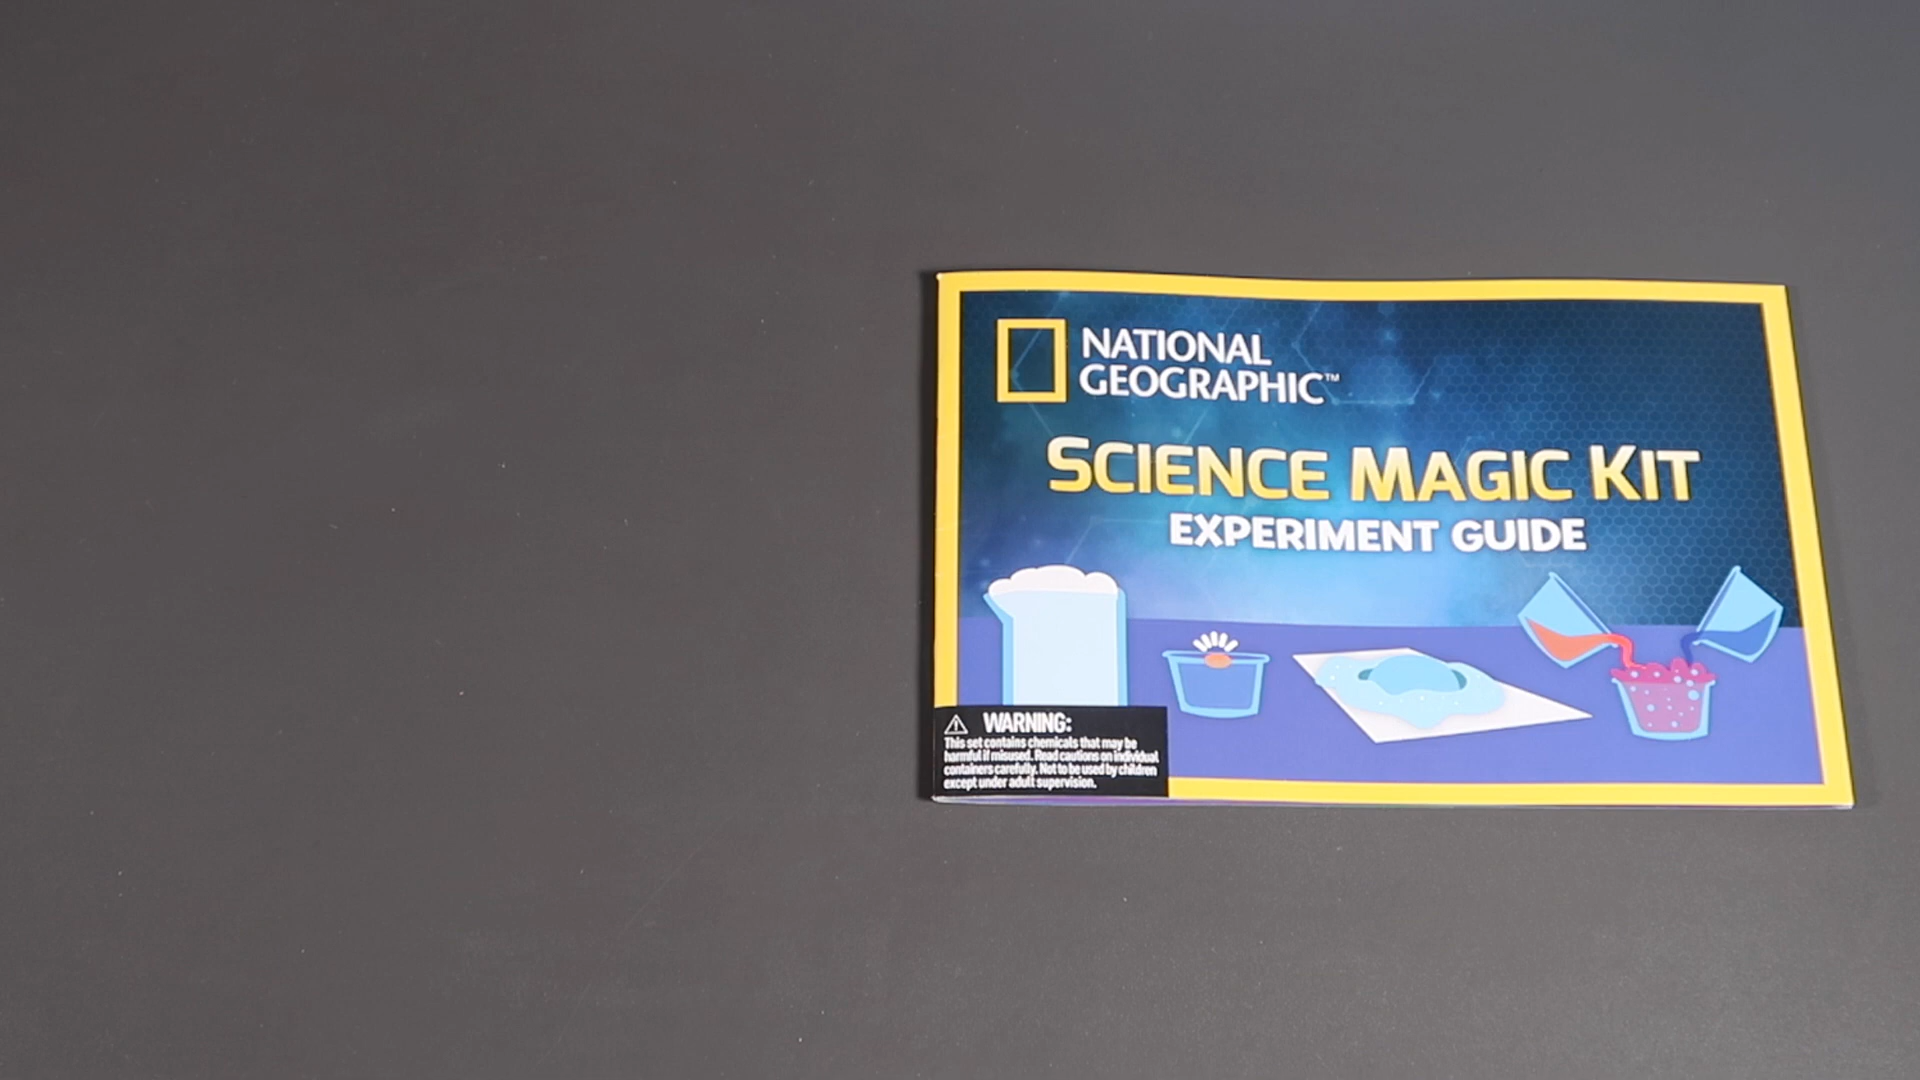 NATIONAL
GEOGRAPHIC™
SCIENCE MAGIC KIT
EXPERIMENT GUIDE
WARNING:
This set contains chemicals that may be
harmful if misused. Read cautions on individual
containers carefully. Not to be used by children
except under adult supervision.